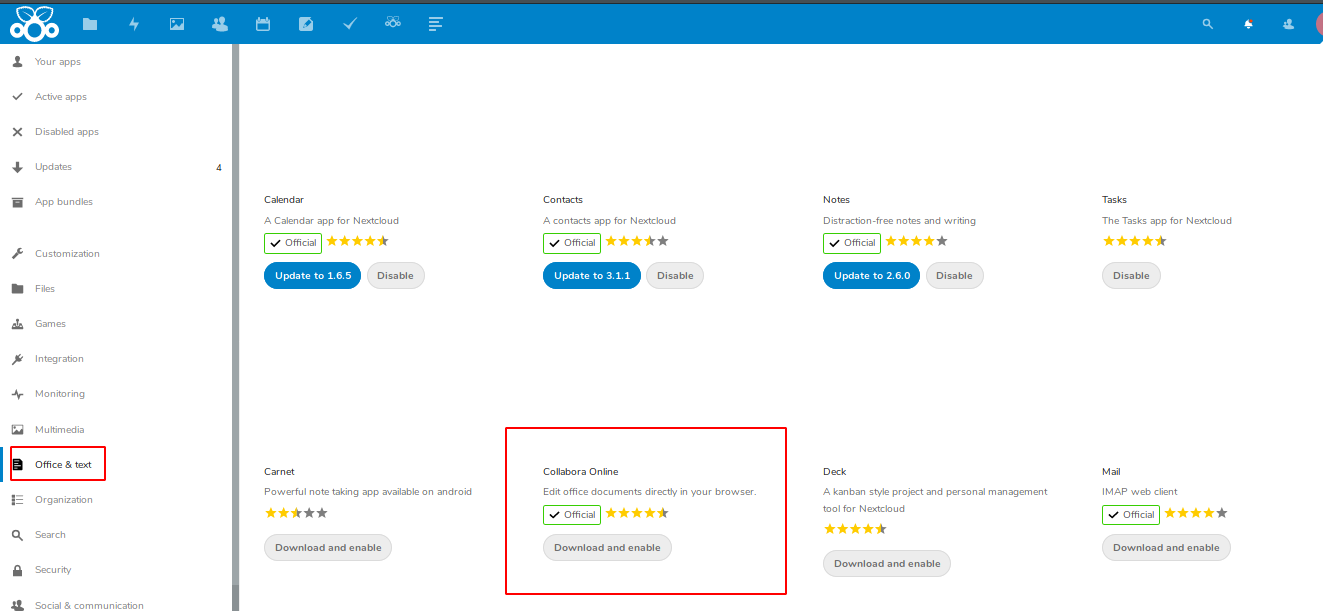 Your apps
Active apps
Disabled apps
Updates 4
App bundles
Customization
Files
Games
Integration
Monitoring
Multimedia
Office & text
Organization
Search
Security
Social & communication
Calendar
A Calendar app for Nextcloud
Official
Update to 1.6.5 Disable
Contacts
A contacts app for Nextcloud
Official
Update to 3.1.1 Disable
Notes
Distraction-free notes and writing
Official
Update to 2.6.0 Disable
Tasks
The Tasks app for Nextcloud
Disable
Carnet
Powerful note taking app available on android
Download and enable
Collabora Online
Edit office documents directly in your browser.
Official
Download and enable
Deck
A kanban style project and personal management
tool for Nextcloud
Download and enable
Mail
IMAP web client
Official
Download and enable